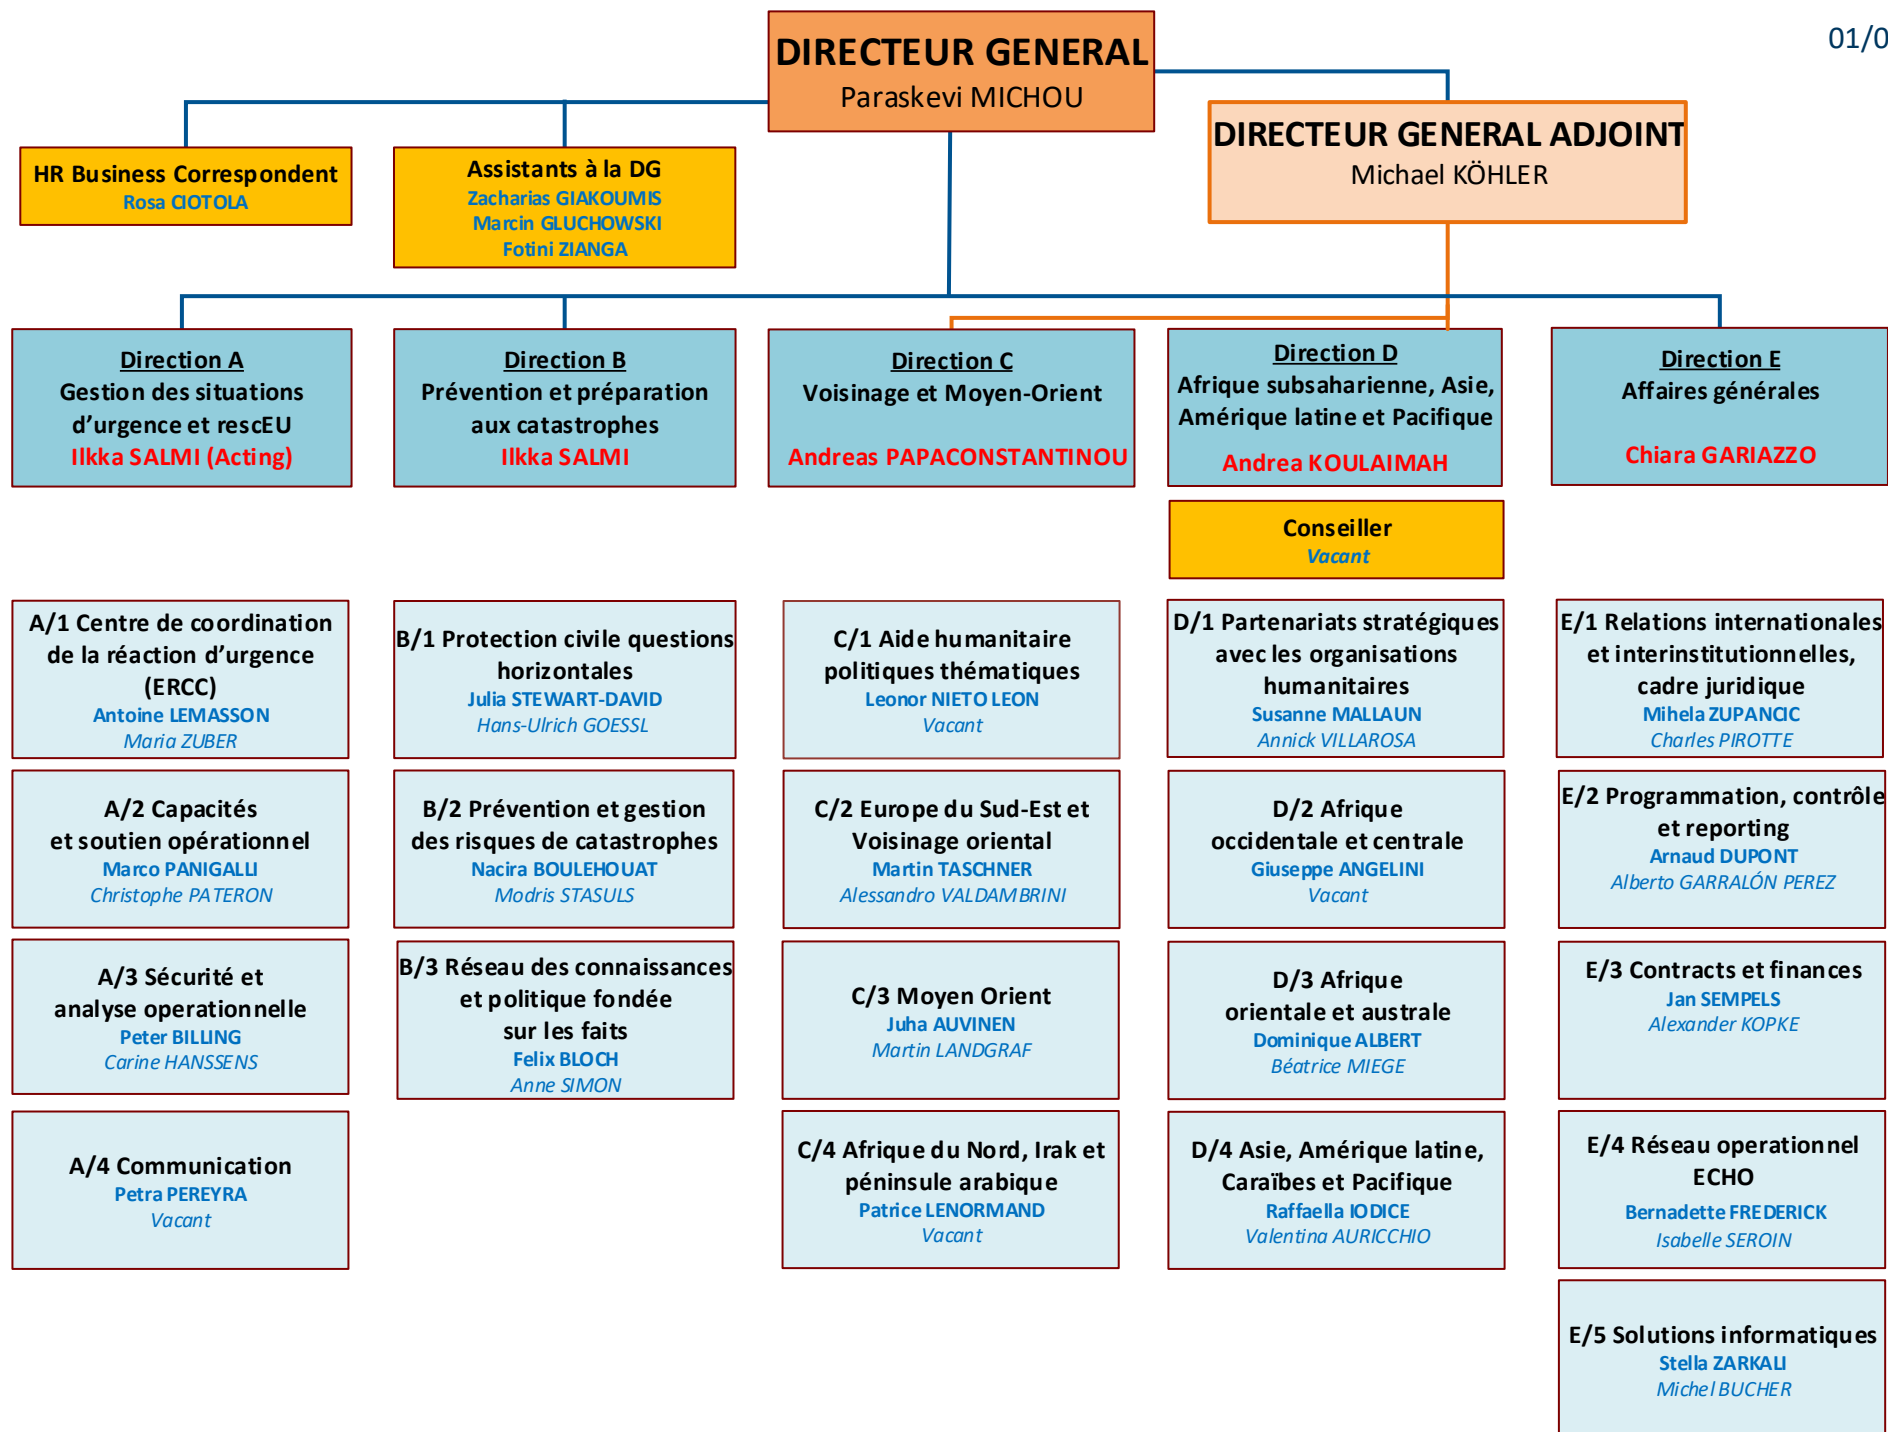 01/0
DIRECTEUR GENERAL
Paraskevi MICHOU
DIRECTEUR GENERAL ADJOINT
Michael KÖHLER
HR Business Correspondent
Rosa CIOTOLA
Assistants à la DG
Zacharias GIAKOUMIS
Marcin GLUCHOWSKI
Fotini ZIANGA
Direction A
Gestion des situations
d’urgence et rescEU
Ilkka SALMI (Acting)
Direction B
Prévention et préparation
aux catastrophes
Ilkka SALMI
Direction C
Voisinage et Moyen-Orient
Andreas PAPACONSTANTINOU
Direction D
Afrique subsaharienne, Asie,
Amérique latine et Pacifique
Andrea KOULAIMAH
Direction E
Affaires générales
Chiara GARIAZZO
Conseiller
Vacant
A/1 Centre de coordination
de la réaction d’urgence
(ERCC)
Antoine LEMASSON
Maria ZUBER
B/1 Protection civile questions
horizontales
Julia STEWART-DAVID
Hans-Ulrich GOESSL
C/1 Aide humanitaire
politiques thématiques
Leonor NIETO LEON
Vacant
D/1 Partenariats stratégiques
avec les organisations
humanitaires
Susanne MALLAUN
Annick VILLAROSA
E/1 Relations internationales
et interinstitutionnelles,
cadre juridique
Mihela ZUPANCIC
Charles PIROTTE
A/2 Capacités
et soutien opérationnel
Marco PANIGALLI
Christophe PATERON
B/2 Prévention et gestion
des risques de catastrophes
Nacira BOULEHOUAT
Modris STASULS
C/2 Europe du Sud-Est et
Voisinage oriental
Martin TASCHNER
Alessandro VALDAMBRINI
D/2 Afrique
occidentale et centrale
Giuseppe ANGELINI
Vacant
E/2 Programmation, contrôle
et reporting
Arnaud DUPONT
Alberto GARRALÓN PEREZ
A/3 Sécurité et
analyse operationnelle
Peter BILLING
Carine HANSSENS
B/3 Réseau des connaissances
et politique fondée
sur les faits
Felix BLOCH
Anne SIMON
C/3 Moyen Orient
Juha AUVINEN
Martin LANDGRAF
D/3 Afrique
orientale et australe
Dominique ALBERT
Béatrice MIEGE
E/3 Contracts et finances
Jan SEMPELS
Alexander KOPKE
A/4 Communication
Petra PEREYRA
Vacant
C/4 Afrique du Nord, Irak et
péninsule arabique
Patrice LENORMAND
Vacant
D/4 Asie, Amérique latine,
Caraïbes et Pacifique
Raffaella IODICE
Valentina AURICCHIO
E/4 Réseau operationnel
ECHO
Bernadette FREDERICK
Isabelle SEROIN
E/5 Solutions informatiques
Stella ZARKALI
Michel BUCHER